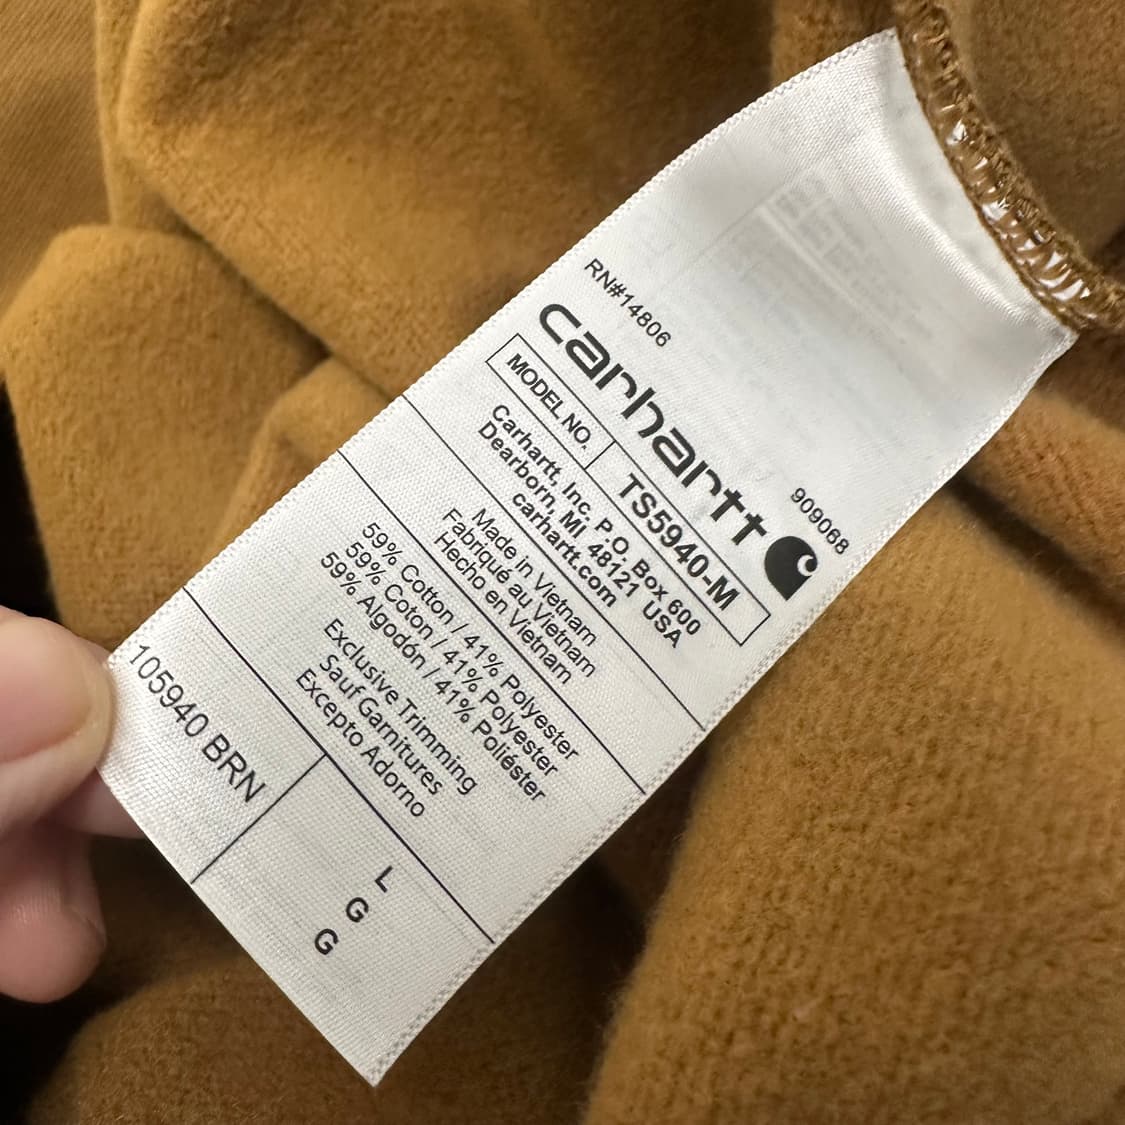 RN#14806
909068
carhartt
MODEL NO. TS5940-M
Carhartt, Inc. P.O. Box 600
Dearborn, MI 48121 USA
carhartt.com
Made in Vietnam
Fabriqué au Vietnam
Hecho en Vietnam
59% Cotton / 41% Polyester
59% Coton / 41% Polyester
59% Algodón / 41% Poliéster
Exclusive Trimming
Sauf Garnitures
Excepto Adorno
105940 BRN
L
G
G